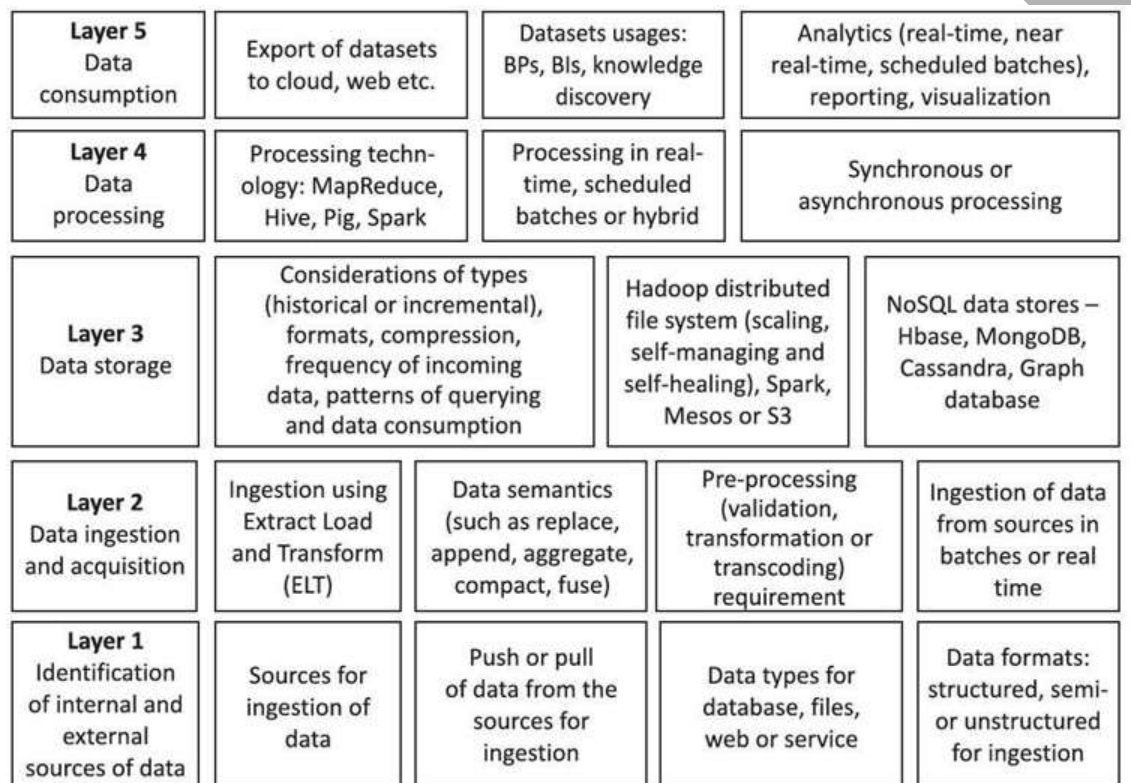 Layer 5
Data
consumption
Export of datasets
to cloud, web etc.
Datasets usages:
BPs, BIs, knowledge
discovery
Analytics (real-time, near
real-time, scheduled batches),
reporting, visualization
Layer 4
Data
processing
Processing techn-
ology: MapReduce,
Hive, Pig, Spark
Processing in real-
time, scheduled
batches or hybrid
Synchronous or
asynchronous processing
Layer 3
Data storage
Considerations of types
(historical or incremental),
formats, compression,
frequency of incoming
data, patterns of querying
and data consumption
Hadoop distributed
file system (scaling,
self-managing and
self-healing), Spark,
Mesos or S3
NoSQL data stores –
Hbase, MongoDB,
Cassandra, Graph
database
Layer 2
Data ingestion
and acquisition
Ingestion using
Extract Load
and Transform
(ELT)
Data semantics
(such as replace,
append, aggregate,
compact, fuse)
Pre-processing
(validation,
transformation or
transcoding)
requirement
Ingestion of data
from sources in
batches or real
time
Layer 1
Identification
of internal and
external
sources of data
Sources for
ingestion of
data
Push or pull
of data from the
sources for
ingestion
Data types for
database, files,
web or service
Data formats:
structured, semi-
or unstructured
for ingestion